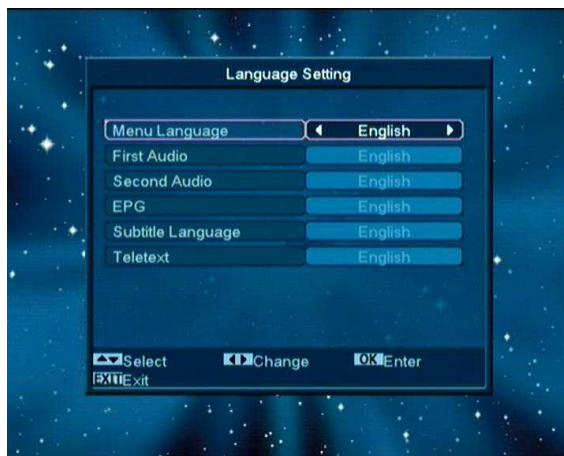 Language Setting
Menu Language English
First Audio English
Second Audio English
EPG English
Subtitle Language English
Teletext English
Select Change OK Enter
EXIT Exit